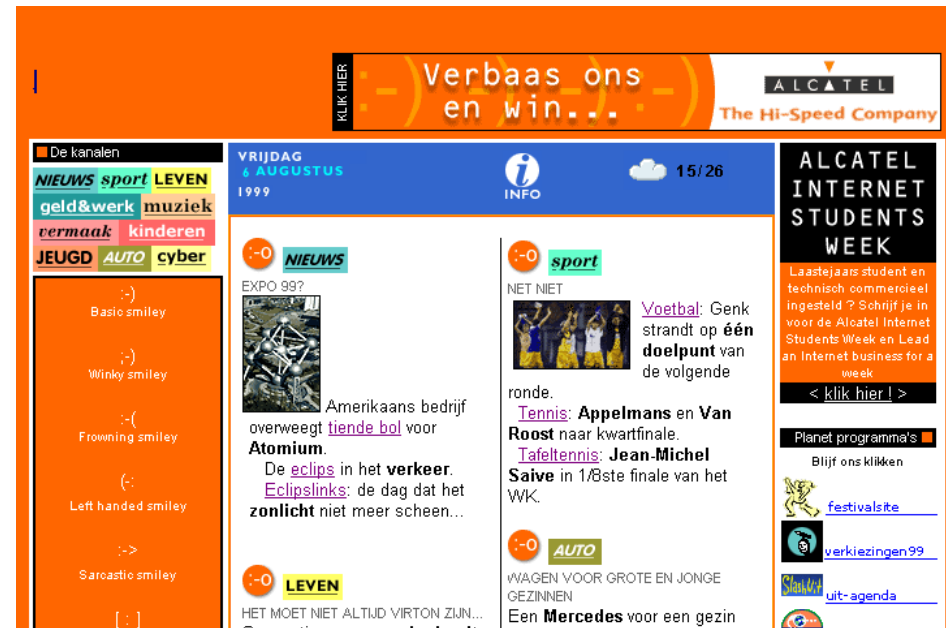 KLIK HIER
:-) :-) :-) :-)
Verbaas ons
en win...
ALCATEL
The Hi-Speed Company
De kanalen
NIEUWS sport LEVEN
geld&werk muziek
vermaak kinderen
JEUGD AUTO cyber
:-)
Basic smiley
;-)
Winky smiley
:-(
Frowning smiley
(-:
Left handed smiley
:->
Sarcastic smiley
[:]
VRIJDAG
6 AUGUSTUS
1999
INFO
15/26
:-O NIEUWS
EXPO 99?
Amerikaans bedrijf
overweegt tiende bol voor
Atomium.
De eclips in het verkeer.
Eclipslinks: de dag dat het
zonlicht niet meer scheen...
:-O LEVEN
HET MOET NIET ALTIJD VIRTON ZIJN...
:-O sport
NET NIET
Voetbal: Genk
strandt op één
doelpunt van
de volgende
ronde.
Tennis: Appelmans en Van
Roost naar kwartfinale.
Tafeltennis: Jean-Michel
Saive in 1/8ste finale van het
WK.
:-O AUTO
WAGEN VOOR GROTE EN JONGE
GEZINNEN
Een Mercedes voor een gezin
ALCATEL
INTERNET
STUDENTS
WEEK
Laastejaars student en
technisch commercieel
ingesteld ? Schrijf je in
voor de Alcatel Internet
Students Week en Lead
an Internet business for a
week
< klik hier ! >
Planet programma's
Blijf ons klikken
festivalsite
verkiezingen99
SlashUit
uit-agenda